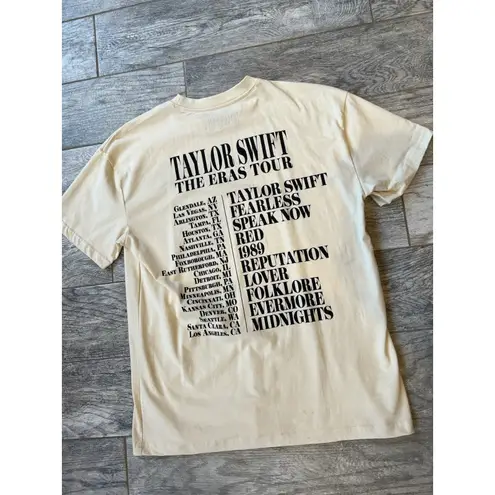 TAYLOR SWIFT
THE ERAS TOUR
GLENDALE, AZ
LAS VEGAS, NV
ARLINGTON, TX
TAMPA, FL
HOUSTON, TX
ATLANTA, GA
NASHVILLE, TN
PHILADELPHIA, PA
FOXBOROUGH, MA
EAST RUTHERFORD, NJ
CHICAGO, IL
DETROIT, MI
PITTSBURGH, PA
MINNEAPOLIS, MN
CINCINNATI, OH
KANSAS CITY, MO
DENVER, CO
SEATTLE, WA
SANTA CLARA, CA
LOS ANGELES, CA
TAYLOR SWIFT
FEARLESS
SPEAK NOW
RED
1989
REPUTATION
LOVER
FOLKLORE
EVERMORE
MIDNIGHTS